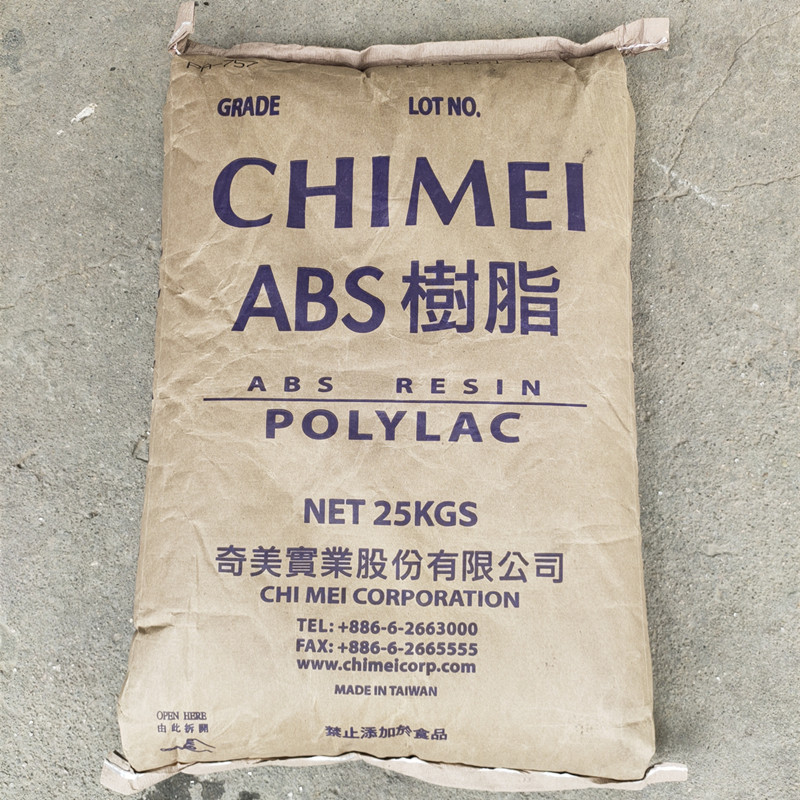 PA-757
GRADE LOT NO.
CHIMEI
ABS 樹脂
ABS RESIN
POLYLAC
NET 25KGS
奇美實業股份有限公司
CHI MEI CORPORATION
TEL: +886-6-2663000
FAX: +886-6-2665555
www.chimeicorp.com
MADE IN TAIWAN
OPEN HERE
由此拆開
禁止添加於食品